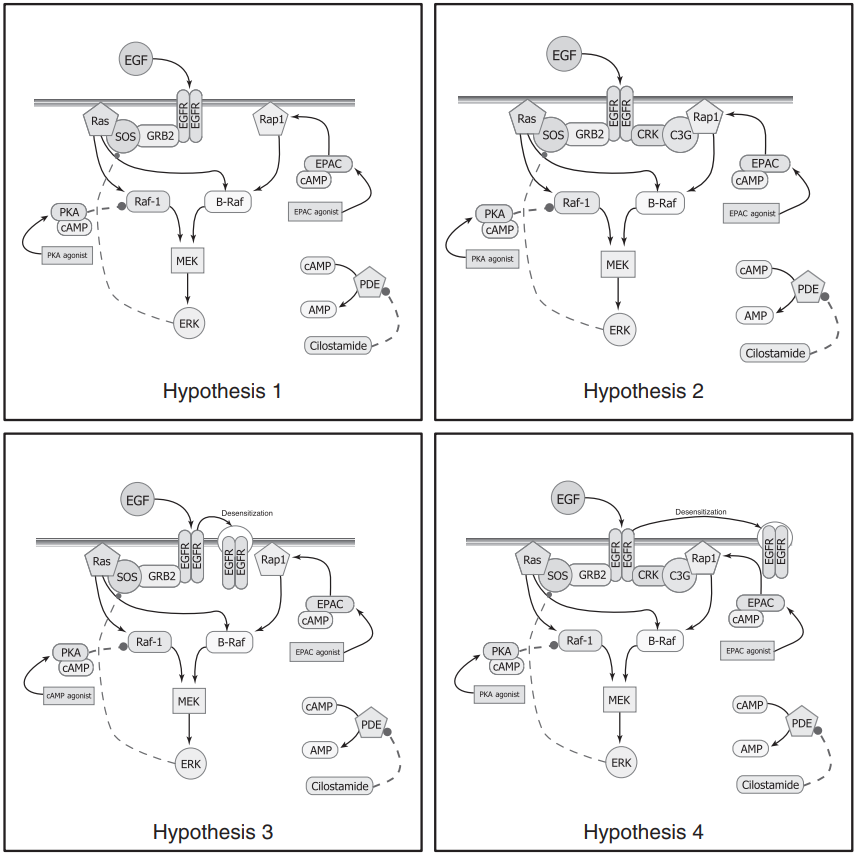 EGF
EGFR
EGFR
Ras
SOS
GRB2
Rap1
EPAC
cAMP
EPAC agonist
Raf-1
B-Raf
PKA
cAMP
PKA agonist
MEK
ERK
cAMP
PDE
AMP
Cilostamide
Hypothesis 1
EGF
EGFR
EGFR
Ras
SOS
GRB2
CRK
C3G
Rap1
EPAC
cAMP
EPAC agonist
Raf-1
B-Raf
PKA
cAMP
PKA agonist
MEK
ERK
cAMP
PDE
AMP
Cilostamide
Hypothesis 2
EGF
Desensitization
EGFR
EGFR
EGFR
EGFR
Ras
SOS
GRB2
Rap1
EPAC
cAMP
EPAC agonist
Raf-1
B-Raf
PKA
cAMP
cAMP agonist
MEK
ERK
cAMP
PDE
AMP
Cilostamide
Hypothesis 3
EGF
Desensitization
EGFR
EGFR
EGFR
EGFR
Ras
SOS
GRB2
CRK
C3G
Rap1
EPAC
cAMP
EPAC agonist
Raf-1
B-Raf
PKA
cAMP
PKA agonist
MEK
ERK
cAMP
PDE
AMP
Cilostamide
Hypothesis 4